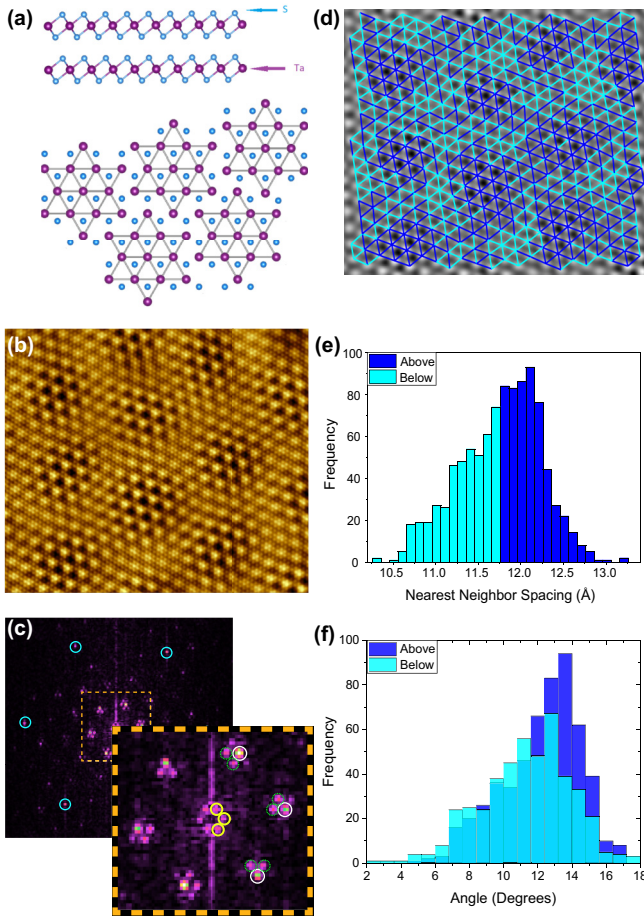 (a)
S
Ta
(b)
(c)
(d)
(e)
100
80
60
40
20
0
Above
Below
Frequency
10.5 11.0 11.5 12.0 12.5 13.0
Nearest Neighbor Spacing (Å)
(f)
100
80
60
40
20
0
Above
Below
Frequency
2 4 6 8 10 12 14 16 18
Angle (Degrees)